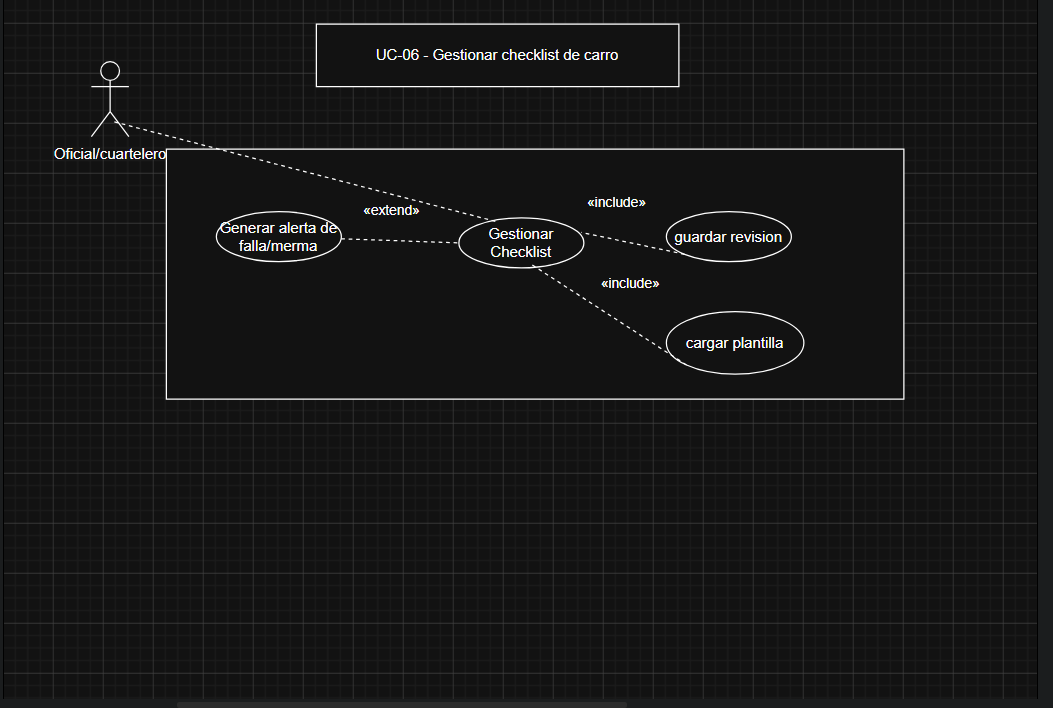 UC-06 - Gestionar checklist de carro
Oficial/cuartelero
«extend»
«include»
Generar alerta de
falla/merma
Gestionar
Checklist
guardar revision
«include»
cargar plantilla